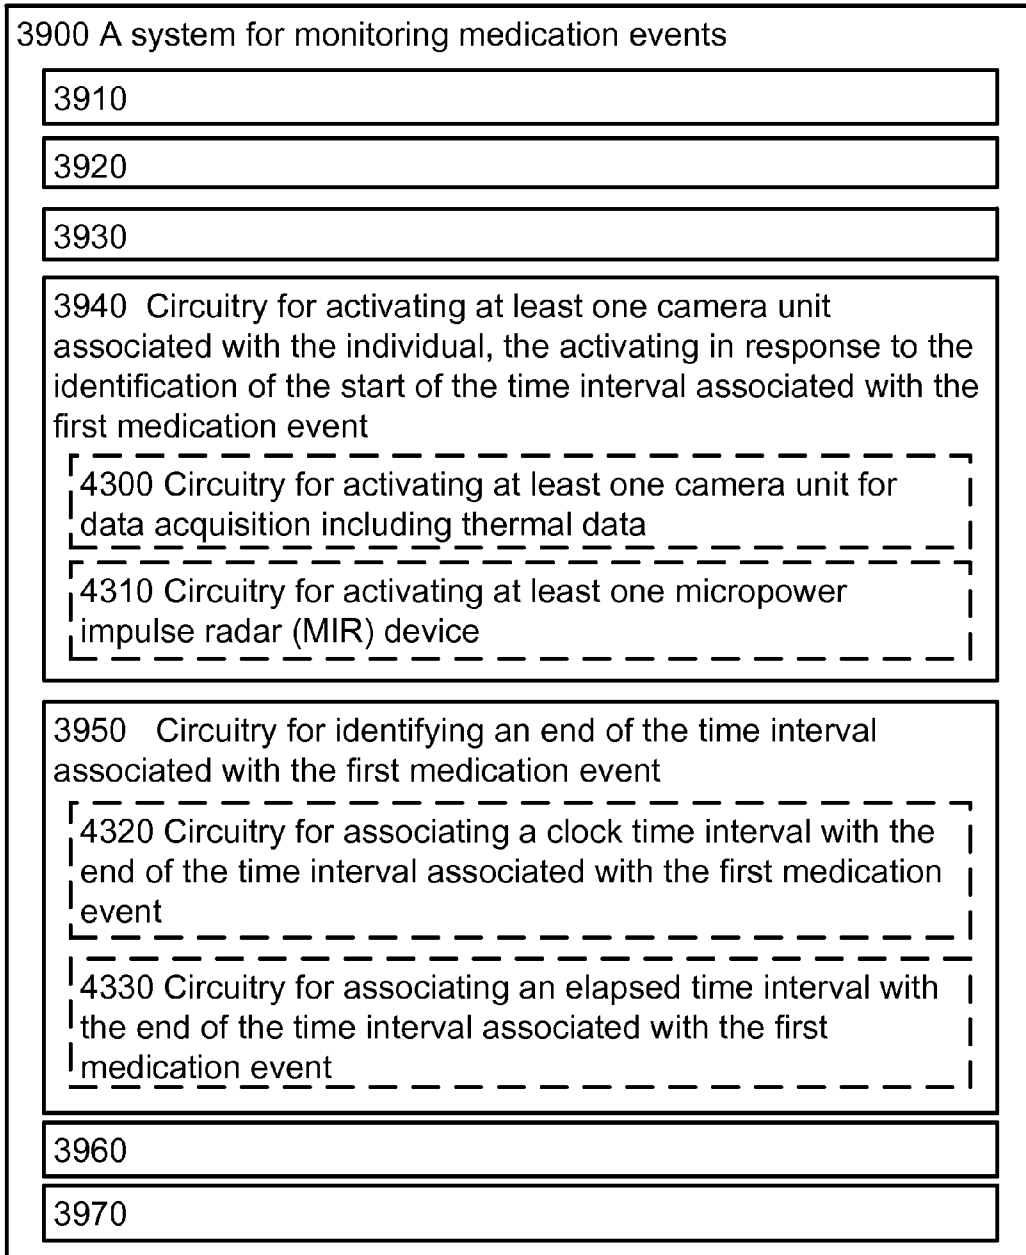 3900 A system for monitoring medication events
3910
3920
3930
3940 Circuitry for activating at least one camera unit
associated with the individual, the activating in response to the
identification of the start of the time interval associated with the
first medication event
4300 Circuitry for activating at least one camera unit for
data acquisition including thermal data
4310 Circuitry for activating at least one micropower
impulse radar (MIR) device
3950 Circuitry for identifying an end of the time interval
associated with the first medication event
4320 Circuitry for associating a clock time interval with the
end of the time interval associated with the first medication
event
4330 Circuitry for associating an elapsed time interval with
the end of the time interval associated with the first
medication event
3960
3970